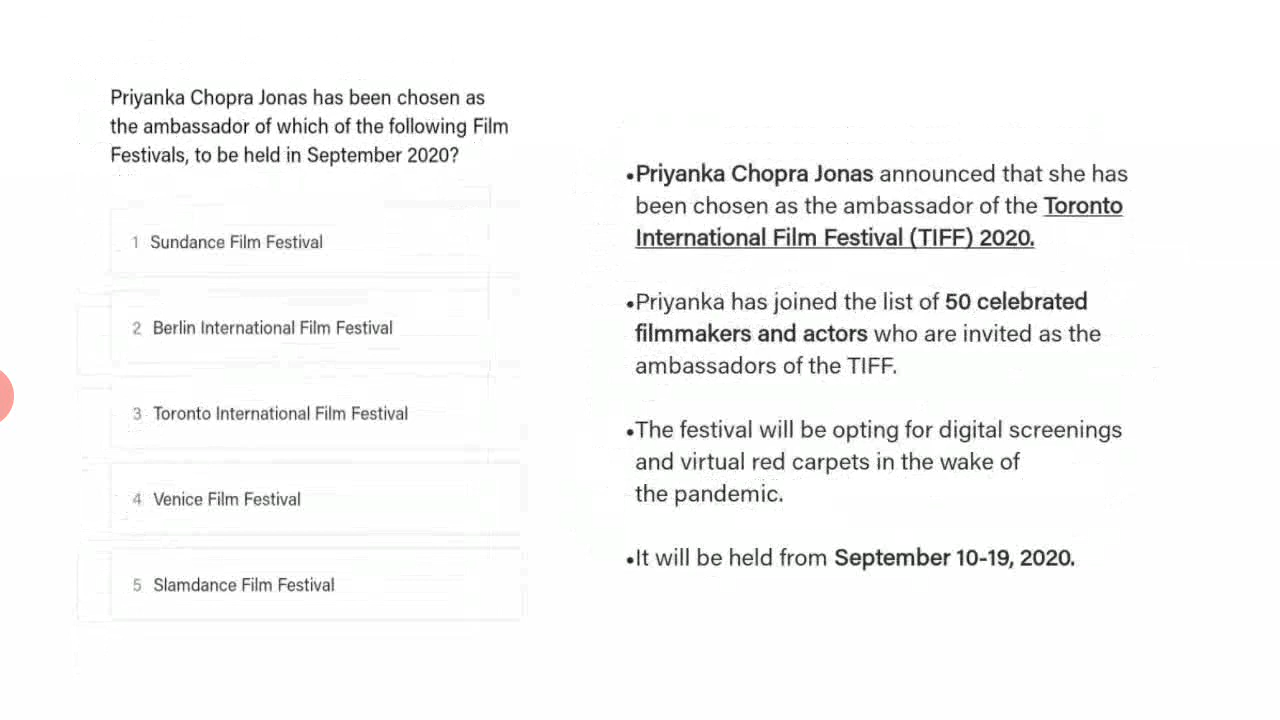 Priyanka Chopra Jonas has been chosen as
the ambassador of which of the following Film
Festivals, to be held in September 2020?
1 Sundance Film Festival
2 Berlin International Film Festival
3 Toronto International Film Festival
4 Venice Film Festival
5 Slamdance Film Festival
•Priyanka Chopra Jonas announced that she has
been chosen as the ambassador of the Toronto
International Film Festival (TIFF) 2020.
•Priyanka has joined the list of 50 celebrated
filmmakers and actors who are invited as the
ambassadors of the TIFF.
•The festival will be opting for digital screenings
and virtual red carpets in the wake of
the pandemic.
•It will be held from September 10-19, 2020.